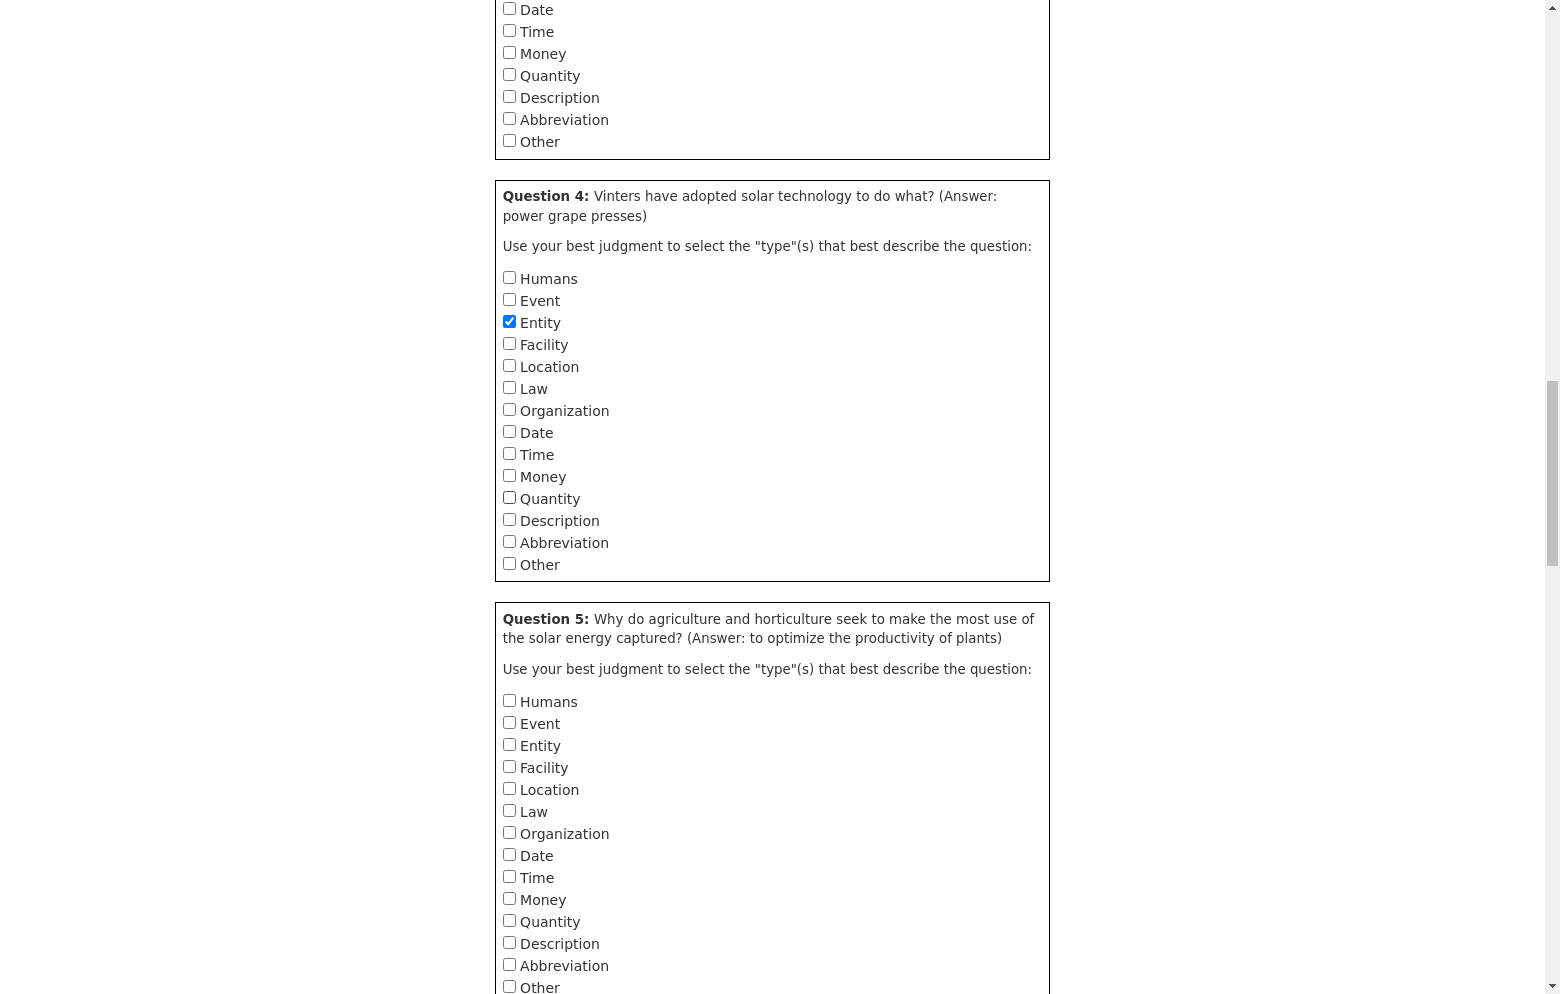 Date
Time
Money
Quantity
Description
Abbreviation
Other
Question 4: Vinters have adopted solar technology to do what? (Answer:
power grape presses)
Use your best judgment to select the "type"(s) that best describe the question:
Humans
Event
Entity
Facility
Location
Law
Organization
Date
Time
Money
Quantity
Description
Abbreviation
Other
Question 5: Why do agriculture and horticulture seek to make the most use of
the solar energy captured? (Answer: to optimize the productivity of plants)
Use your best judgment to select the "type"(s) that best describe the question:
Humans
Event
Entity
Facility
Location
Law
Organization
Date
Time
Money
Quantity
Description
Abbreviation
Other